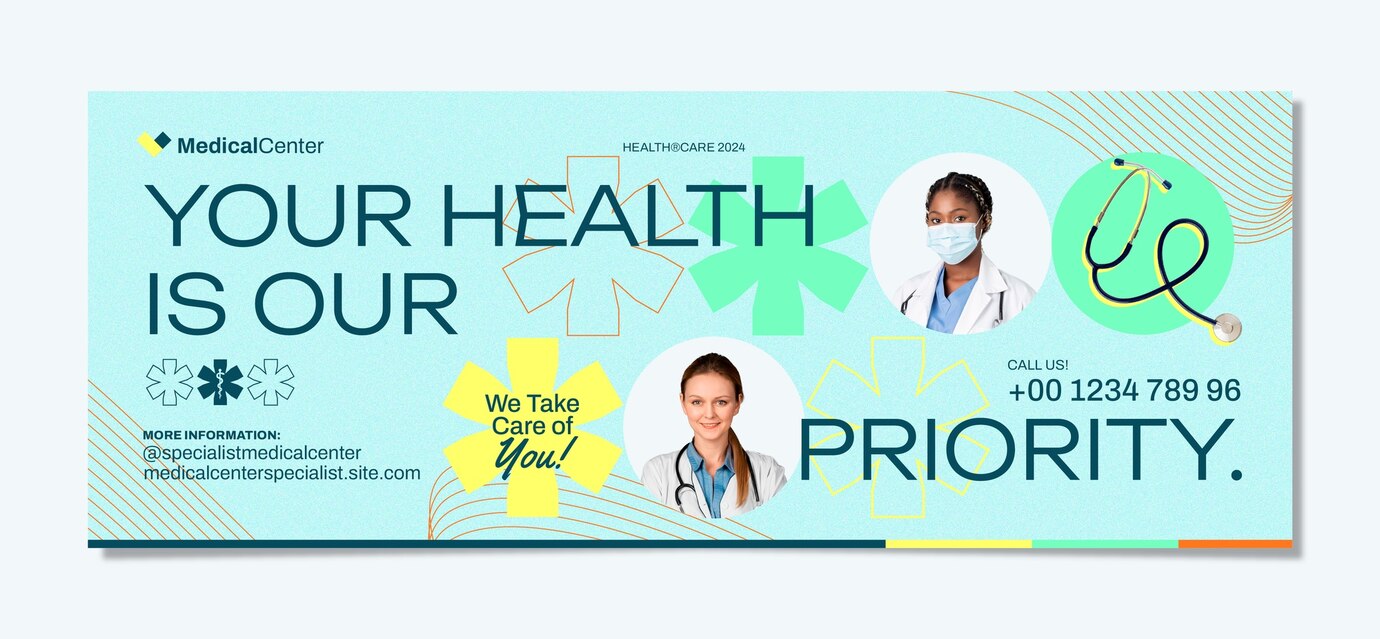 MedicalCenter
HEALTH®CARE 2024
YOUR HEALTH
IS OUR
PRIORITY.
We Take
Care of
You!
CALL US!
+00 1234 789 96
MORE INFORMATION:
@specialistmedicalcenter
medicalcenterspecialist.site.com